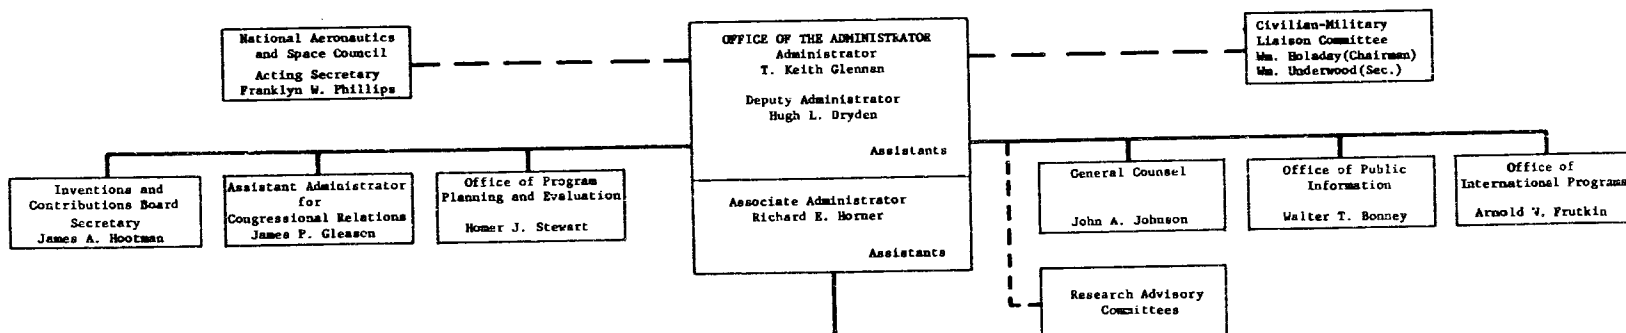 National Aeronautics
and Space Council
Acting Secretary
Franklyn W. Phillips
OFFICE OF THE ADMINISTRATOR
Administrator
T. Keith Glennan
Deputy Administrator
Hugh L. Dryden
Assistants
Associate Administrator
Richard E. Horner
Assistants
Civilian-Military
Liaison Committee
Wm. Holaday(Chairman)
Wm. Underwood(Sec.)
Inventions and
Contributions Board
Secretary
James A. Hootman
Assistant Administrator
for
Congressional Relations
James P. Gleason
Office of Program
Planning and Evaluation
Homer J. Stewart
General Counsel
John A. Johnson
Office of Public
Information
Walter T. Bonney
Office of
International Programs
Arnold W. Frutkin
Research Advisory
Committees